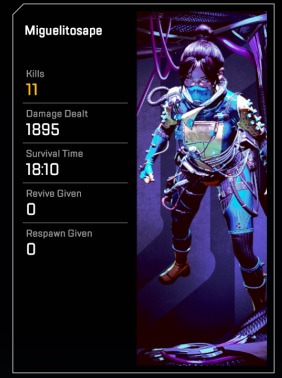 Miguelitosape
Kills
11
Damage Dealt
1895
Survival Time
18:10
Revive Given
0
Respawn Given
0